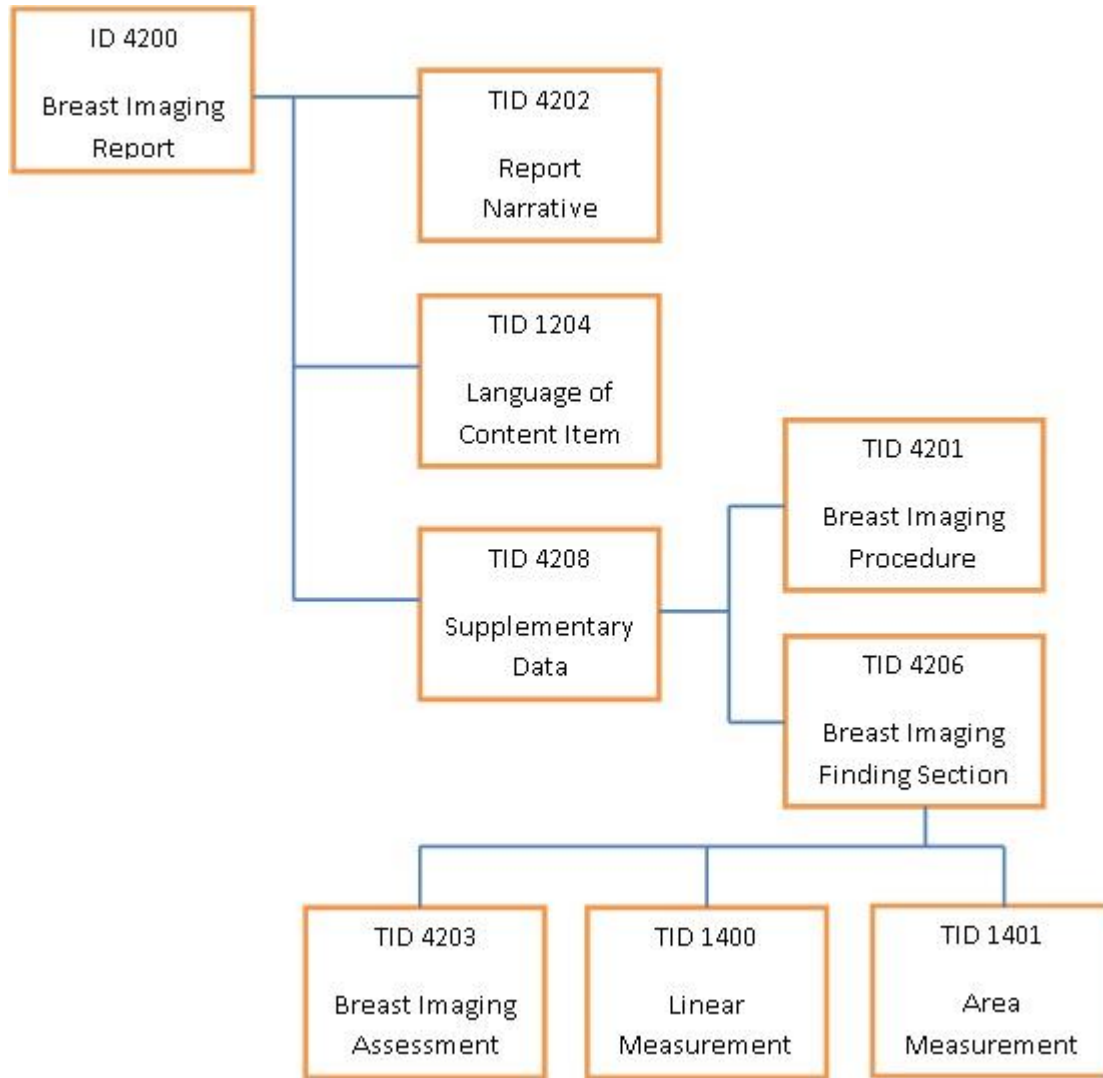 ID 4200
Breast Imaging
Report
TID 4202
Report
Narrative
TID 1204
Language of
Content Item
TID 4201
Breast Imaging
Procedure
TID 4208
Supplementary
Data
TID 4206
Breast Imaging
Finding Section
TID 4203
Breast Imaging
Assessment
TID 1400
Linear
Measurement
TID 1401
Area
Measurement